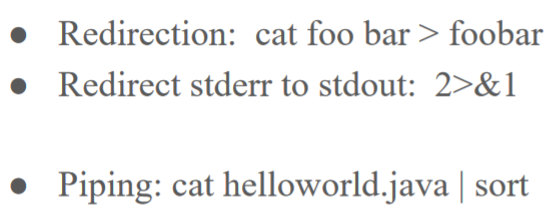 ● Redirection: cat foo bar > foobar
● Redirect stderr to stdout: 2>&1
● Piping: cat helloworld.java | sort